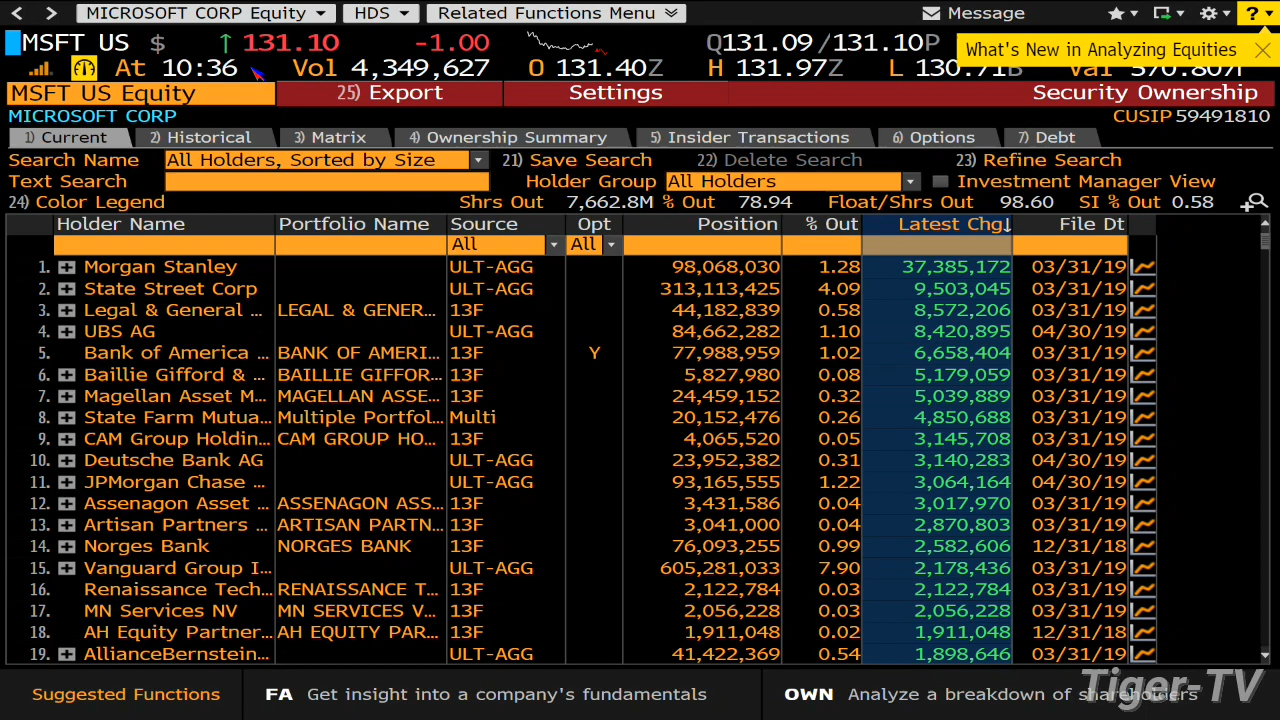 MICROSOFT CORP Equity HDS Related Functions Menu Message ?
MSFT US $ ↑ 131.10 -1.00 Q131.09/131.10P
What's New in Analyzing Equities
At 10:36 Vol 4,349,627 O 131.40Z H 131.97Z L 130.71B Val 570.807M
MSFT US Equity 25) Export Settings Security Ownership
MICROSOFT CORP CUSIP 59491810
1) Current 2) Historical 3) Matrix 4) Ownership Summary 5) Insider Transactions 6) Options 7) Debt
Search Name All Holders, Sorted by Size 21) Save Search 22) Delete Search 23) Refine Search
Text Search Holder Group All Holders Investment Manager View
24) Color Legend Shrs Out 7,662.8M % Out 78.94 Float/Shrs Out 98.60 SI % Out 0.58
Holder Name Portfolio Name Source Opt Position % Out Latest Chg↓ File Dt
All All
1. Morgan Stanley ULT-AGG 98,068,030 1.28 37,385,172 03/31/19
2. State Street Corp ULT-AGG 313,113,425 4.09 9,503,045 03/31/19
3. Legal & General ... LEGAL & GENER... 13F 44,182,839 0.58 8,572,206 03/31/19
4. UBS AG ULT-AGG 84,662,282 1.10 8,420,895 04/30/19
5. Bank of America ... BANK OF AMERI... 13F Y 77,988,959 1.02 6,658,404 03/31/19
6. Baillie Gifford & ... BAILLIE GIFFOR... 13F 5,827,980 0.08 5,179,059 03/31/19
7. Magellan Asset M... MAGELLAN ASSE... 13F 24,459,152 0.32 5,039,889 03/31/19
8. State Farm Mutua... Multiple Portfol... Multi 20,152,476 0.26 4,850,688 03/31/19
9. CAM Group Holdin... CAM GROUP HO... 13F 4,065,520 0.05 3,145,708 03/31/19
10. Deutsche Bank AG ULT-AGG 23,952,382 0.31 3,140,283 04/30/19
11. JPMorgan Chase ... ULT-AGG 93,165,555 1.22 3,064,164 04/30/19
12. Assenagon Asset ... ASSENAGON ASS... 13F 3,431,586 0.04 3,017,970 03/31/19
13. Artisan Partners ... ARTISAN PARTN... 13F 3,041,000 0.04 2,870,803 03/31/19
14. Norges Bank NORGES BANK 13F 76,093,255 0.99 2,582,606 12/31/18
15. Vanguard Group I... ULT-AGG 605,281,033 7.90 2,178,436 03/31/19
16. Renaissance Tech... RENAISSANCE T... 13F 2,122,784 0.03 2,122,784 03/31/19
17. MN Services NV MN SERVICES V... 13F 2,056,228 0.03 2,056,228 03/31/19
18. AH Equity Partner... AH EQUITY PAR... 13F 1,911,048 0.02 1,911,048 12/31/18
19. AllianceBernstein... ULT-AGG 41,422,369 0.54 1,898,646 03/31/19
Suggested Functions FA Get insight into a company's fundamentals OWN Analyze a breakdown of shareholders
Tiger-TV